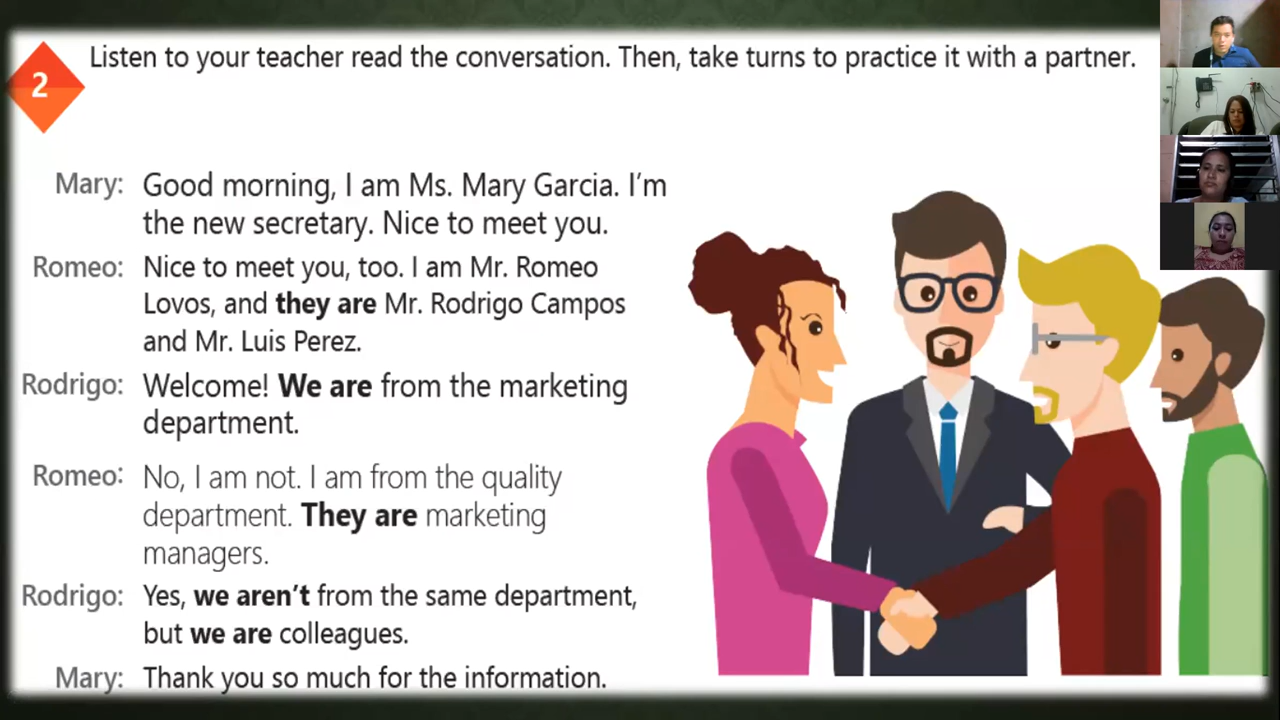 2
Listen to your teacher read the conversation. Then, take turns to practice it with a partner.
Mary: Good morning, I am Ms. Mary Garcia. I'm
the new secretary. Nice to meet you.
Romeo: Nice to meet you, too. I am Mr. Romeo
Lovos, and they are Mr. Rodrigo Campos
and Mr. Luis Perez.
Rodrigo: Welcome! We are from the marketing
department.
Romeo: No, I am not. I am from the quality
department. They are marketing
managers.
Rodrigo: Yes, we aren't from the same department,
but we are colleagues.
Mary: Thank you so much for the information.